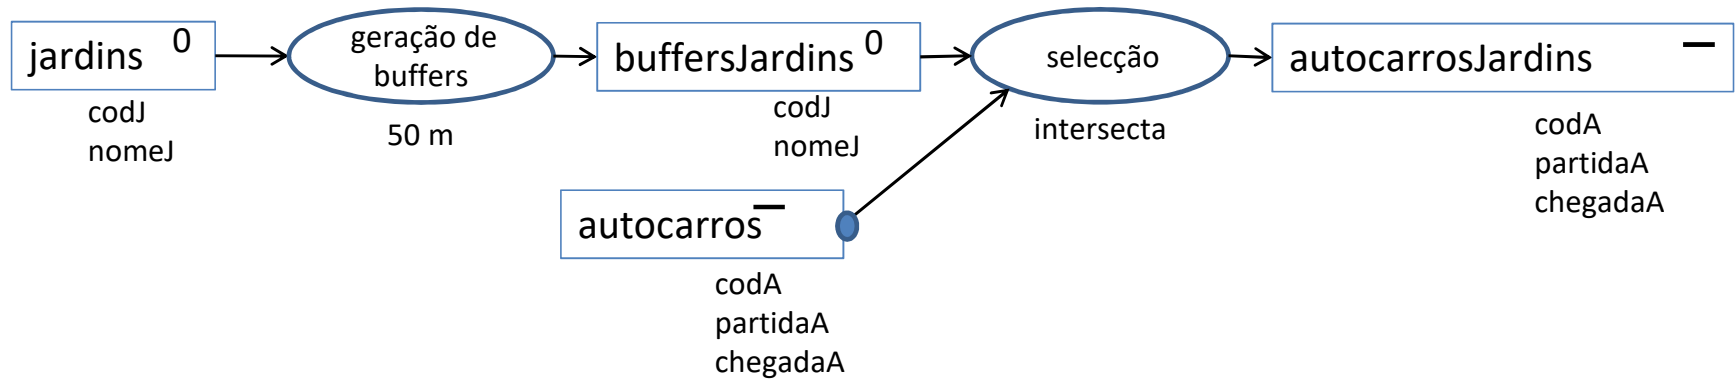 jardins 0
codJ
nomeJ
geração de
buffers
50 m
buffersJardins 0
codJ
nomeJ
autocarros
codA
partidaA
chegadaA
selecção
intersecta
autocarrosJardins
codA
partidaA
chegadaA